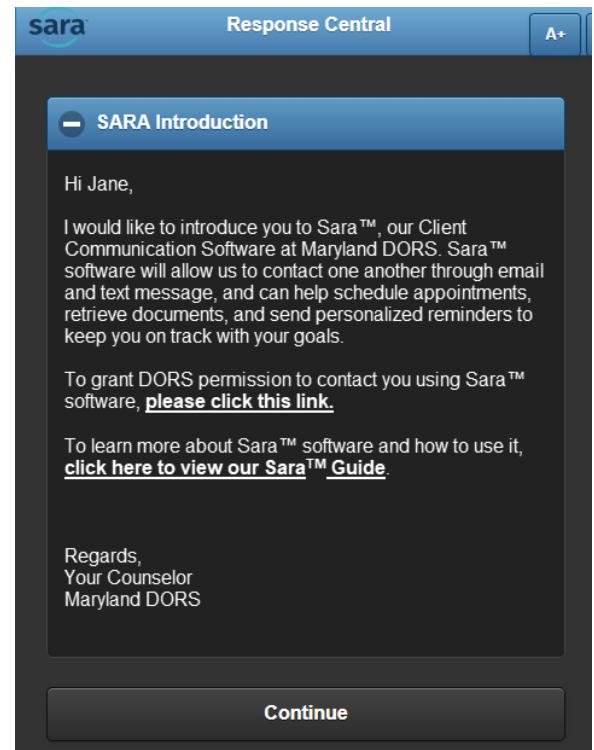 sara
Response Central
A+
SARA Introduction
Hi Jane,
I would like to introduce you to Sara™, our Client
Communication Software at Maryland DORS. Sara™
software will allow us to contact one another through email
and text message, and can help schedule appointments,
retrieve documents, and send personalized reminders to
keep you on track with your goals.
To grant DORS permission to contact you using Sara™
software, please click this link.
To learn more about Sara™ software and how to use it,
click here to view our Sara™ Guide.
Regards,
Your Counselor
Maryland DORS
Continue